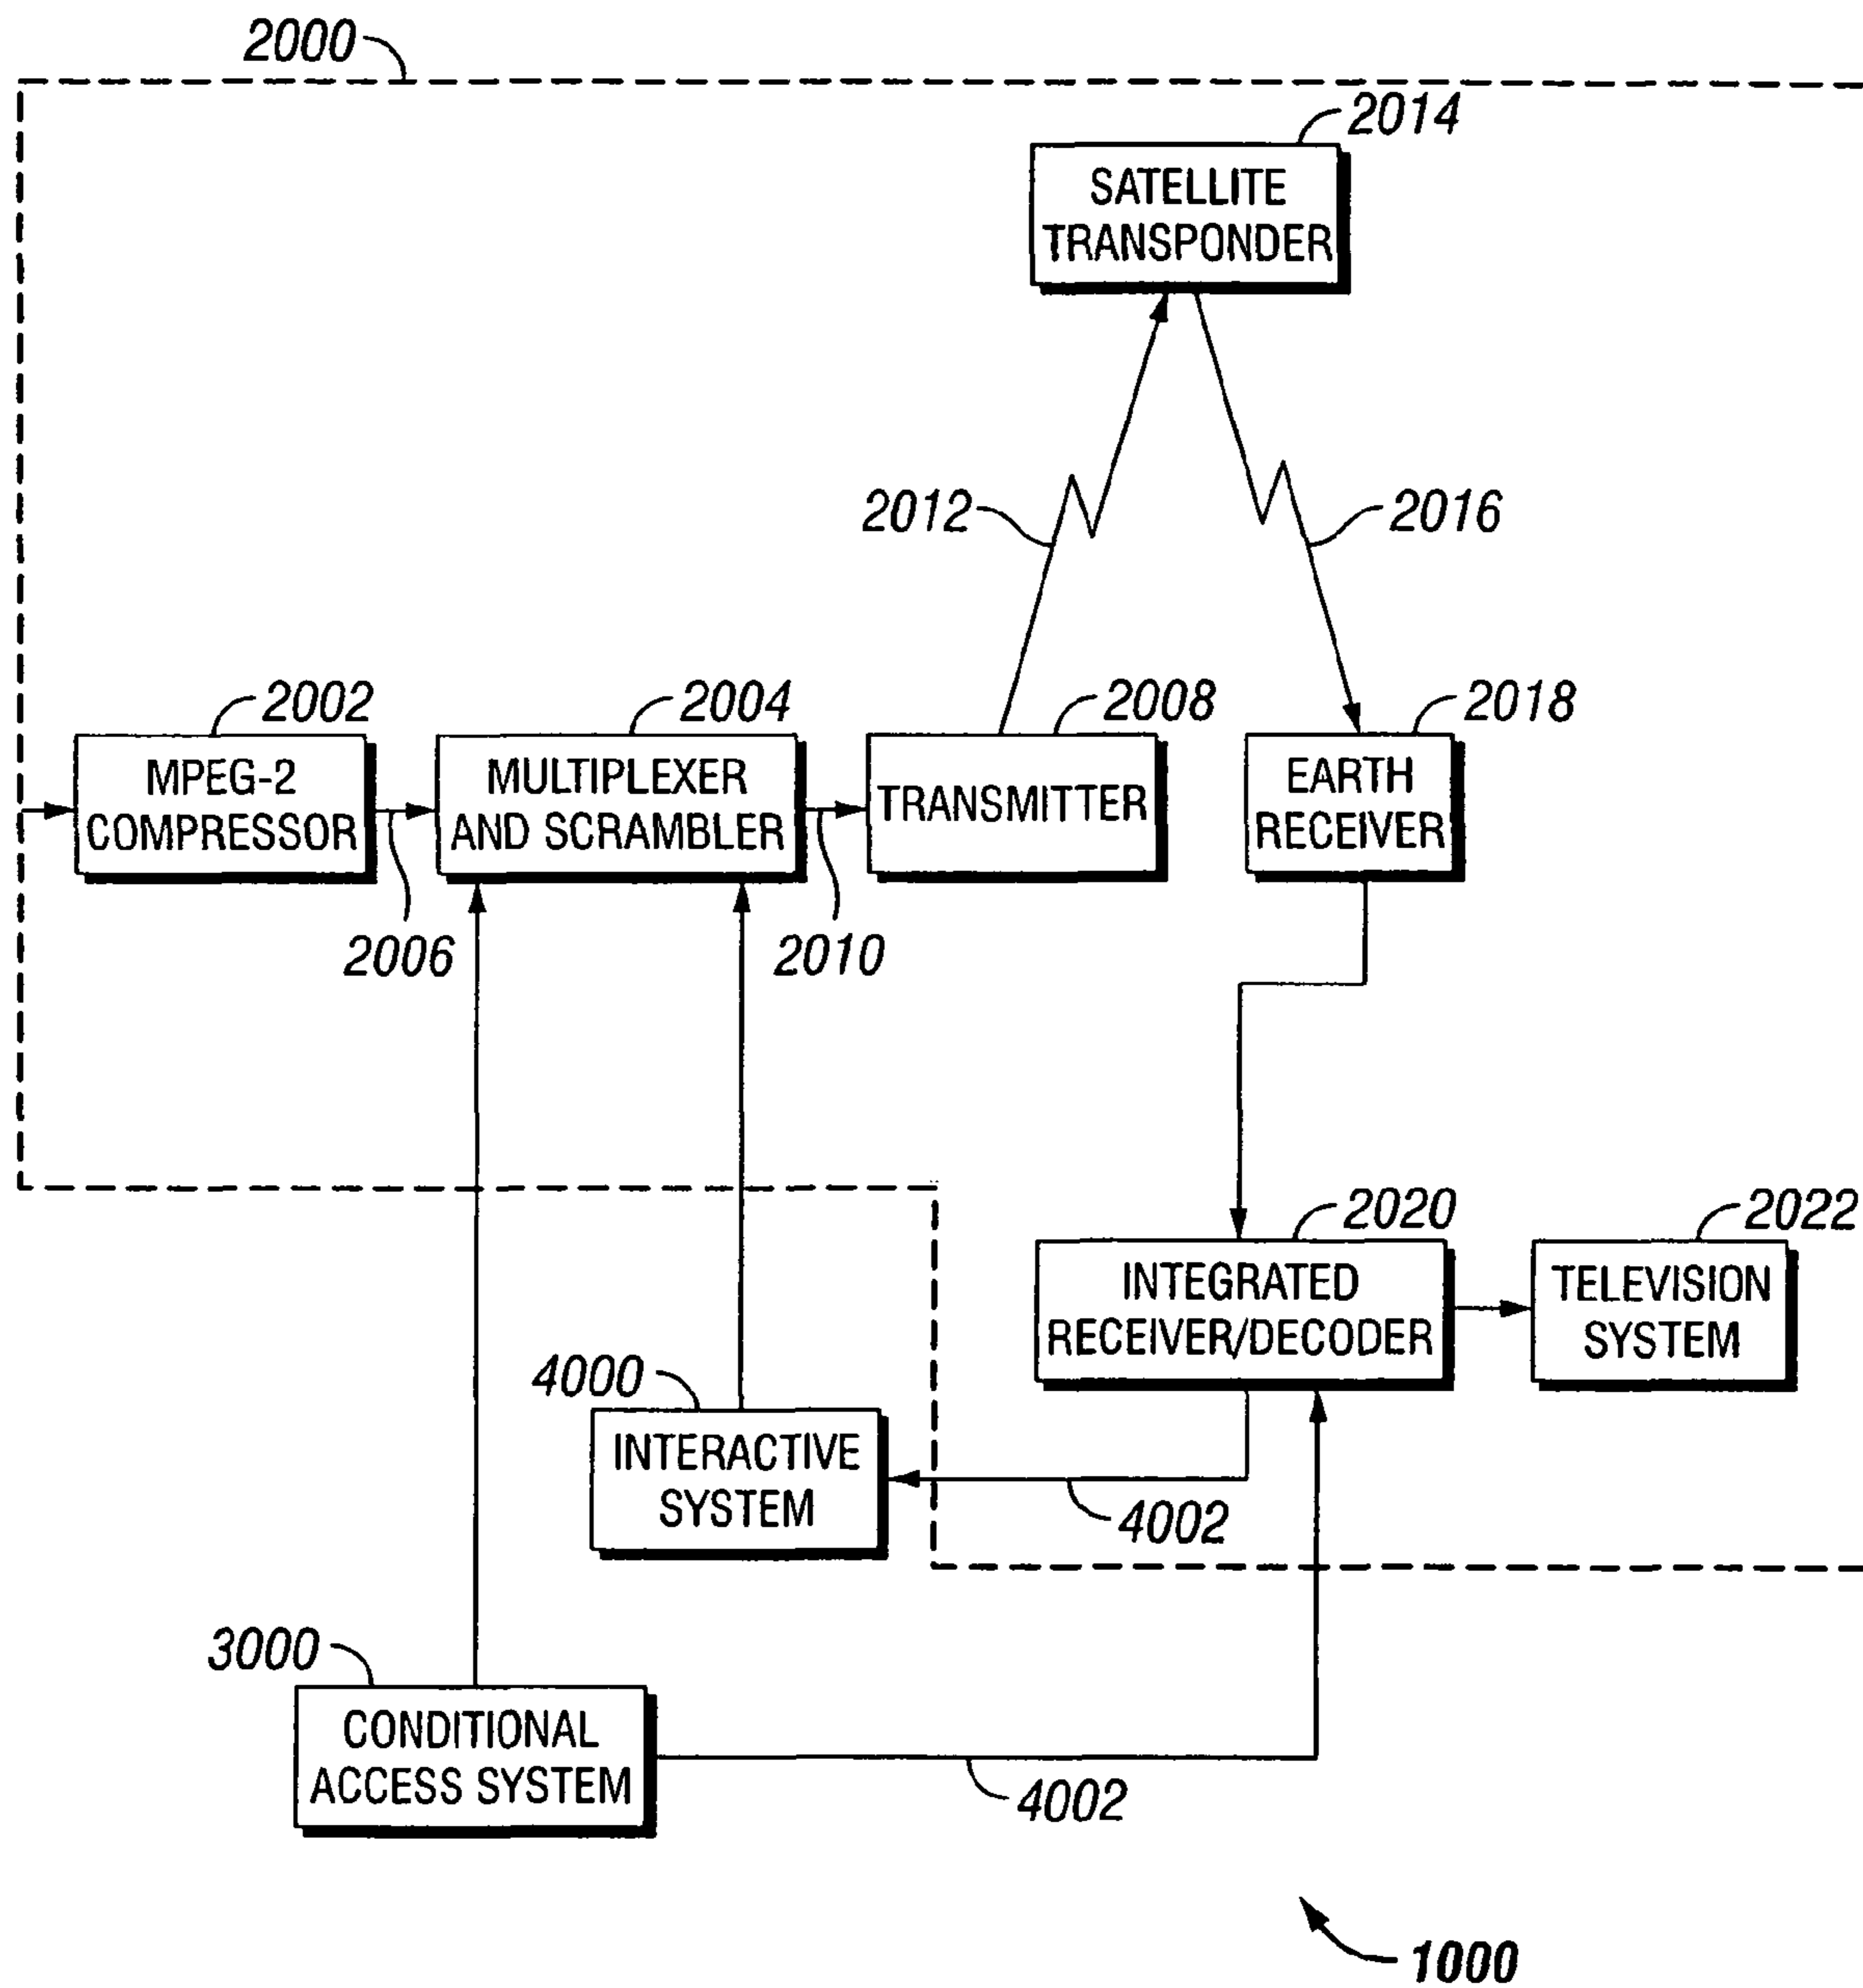 2000
2014
SATELLITE
TRANSPONDER
2012
2016
2002
2004
2008
2018
MPEG-2
COMPRESSOR
MULTIPLEXER
AND SCRAMBLER
TRANSMITTER
EARTH
RECEIVER
2006
2010
2020
2022
INTEGRATED
RECEIVER/DECODER
TELEVISION
SYSTEM
4000
INTERACTIVE
SYSTEM
4002
3000
CONDITIONAL
ACCESS SYSTEM
4002
1000